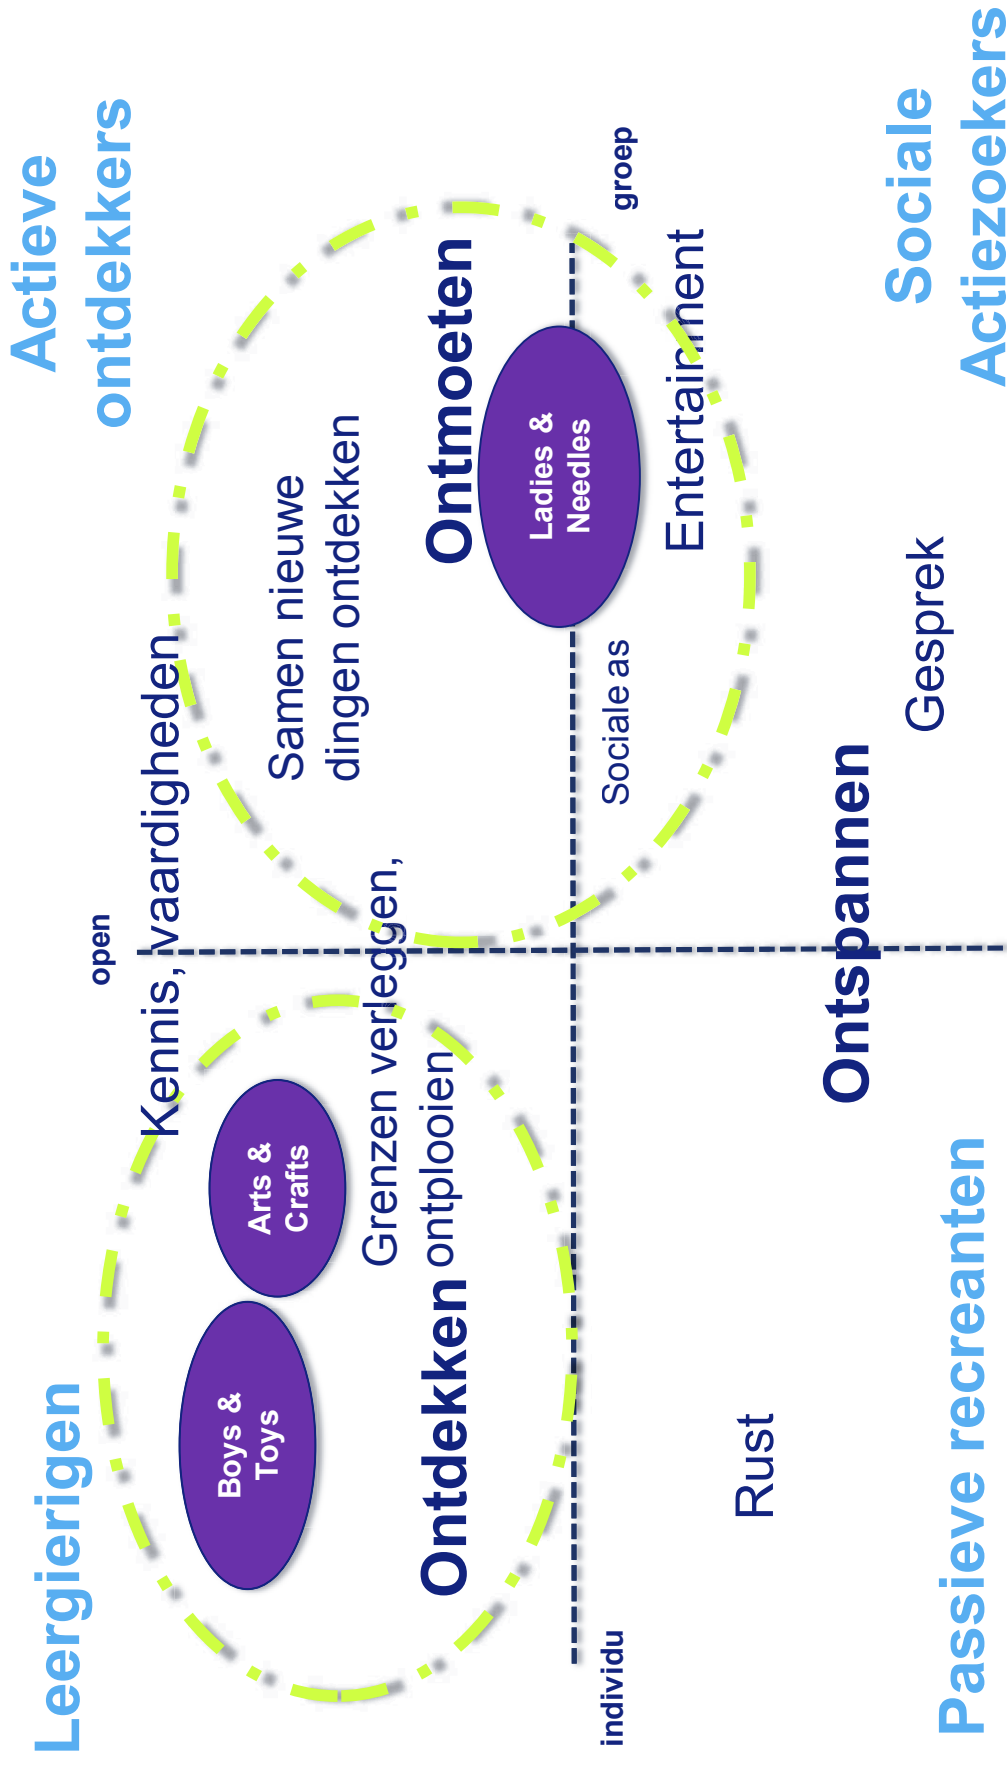 Leergierigen
Actieve
ontdekkers
open
Kennis, vaardigheden
Boys &
Toys
Arts &
Crafts
Samen nieuwe
dingen ontdekken
Grenzen verleggen,
Ontdekken ontplooien
Ontmoeten
Ladies &
Needles
individu
Sociale as
groep
Entertainment
Rust
Ontspannen
Gesprek
Passieve recreanten
Sociale
Actiezoekers